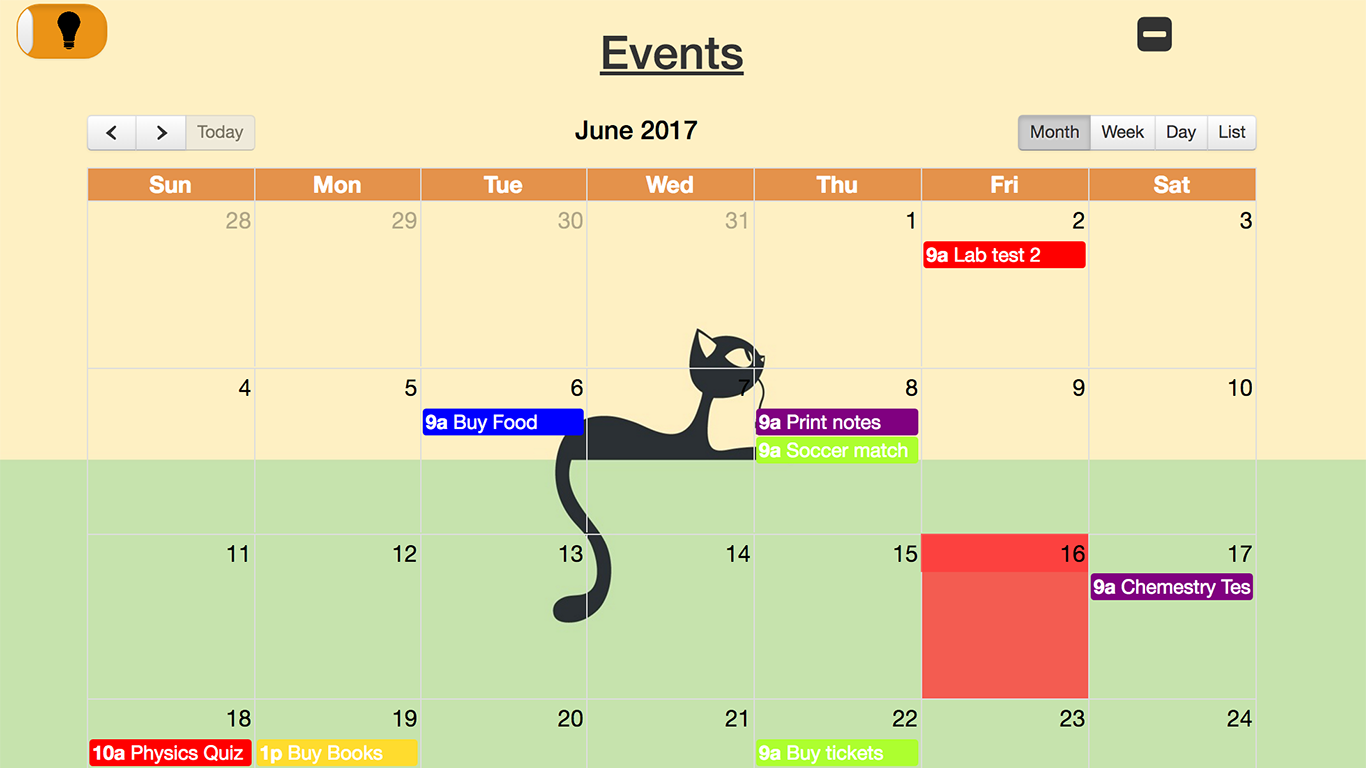 Events
Today
June 2017
Month Week Day List
Sun Mon Tue Wed Thu Fri Sat
28 29 30 31 1 2 3
9a Lab test 2
4 5 6 7 8 9 10
9a Buy Food 9a Print notes
9a Soccer match
11 12 13 14 15 16 17
9a Chemestry Tes
18 19 20 21 22 23 24
10a Physics Quiz 1p Buy Books 9a Buy tickets